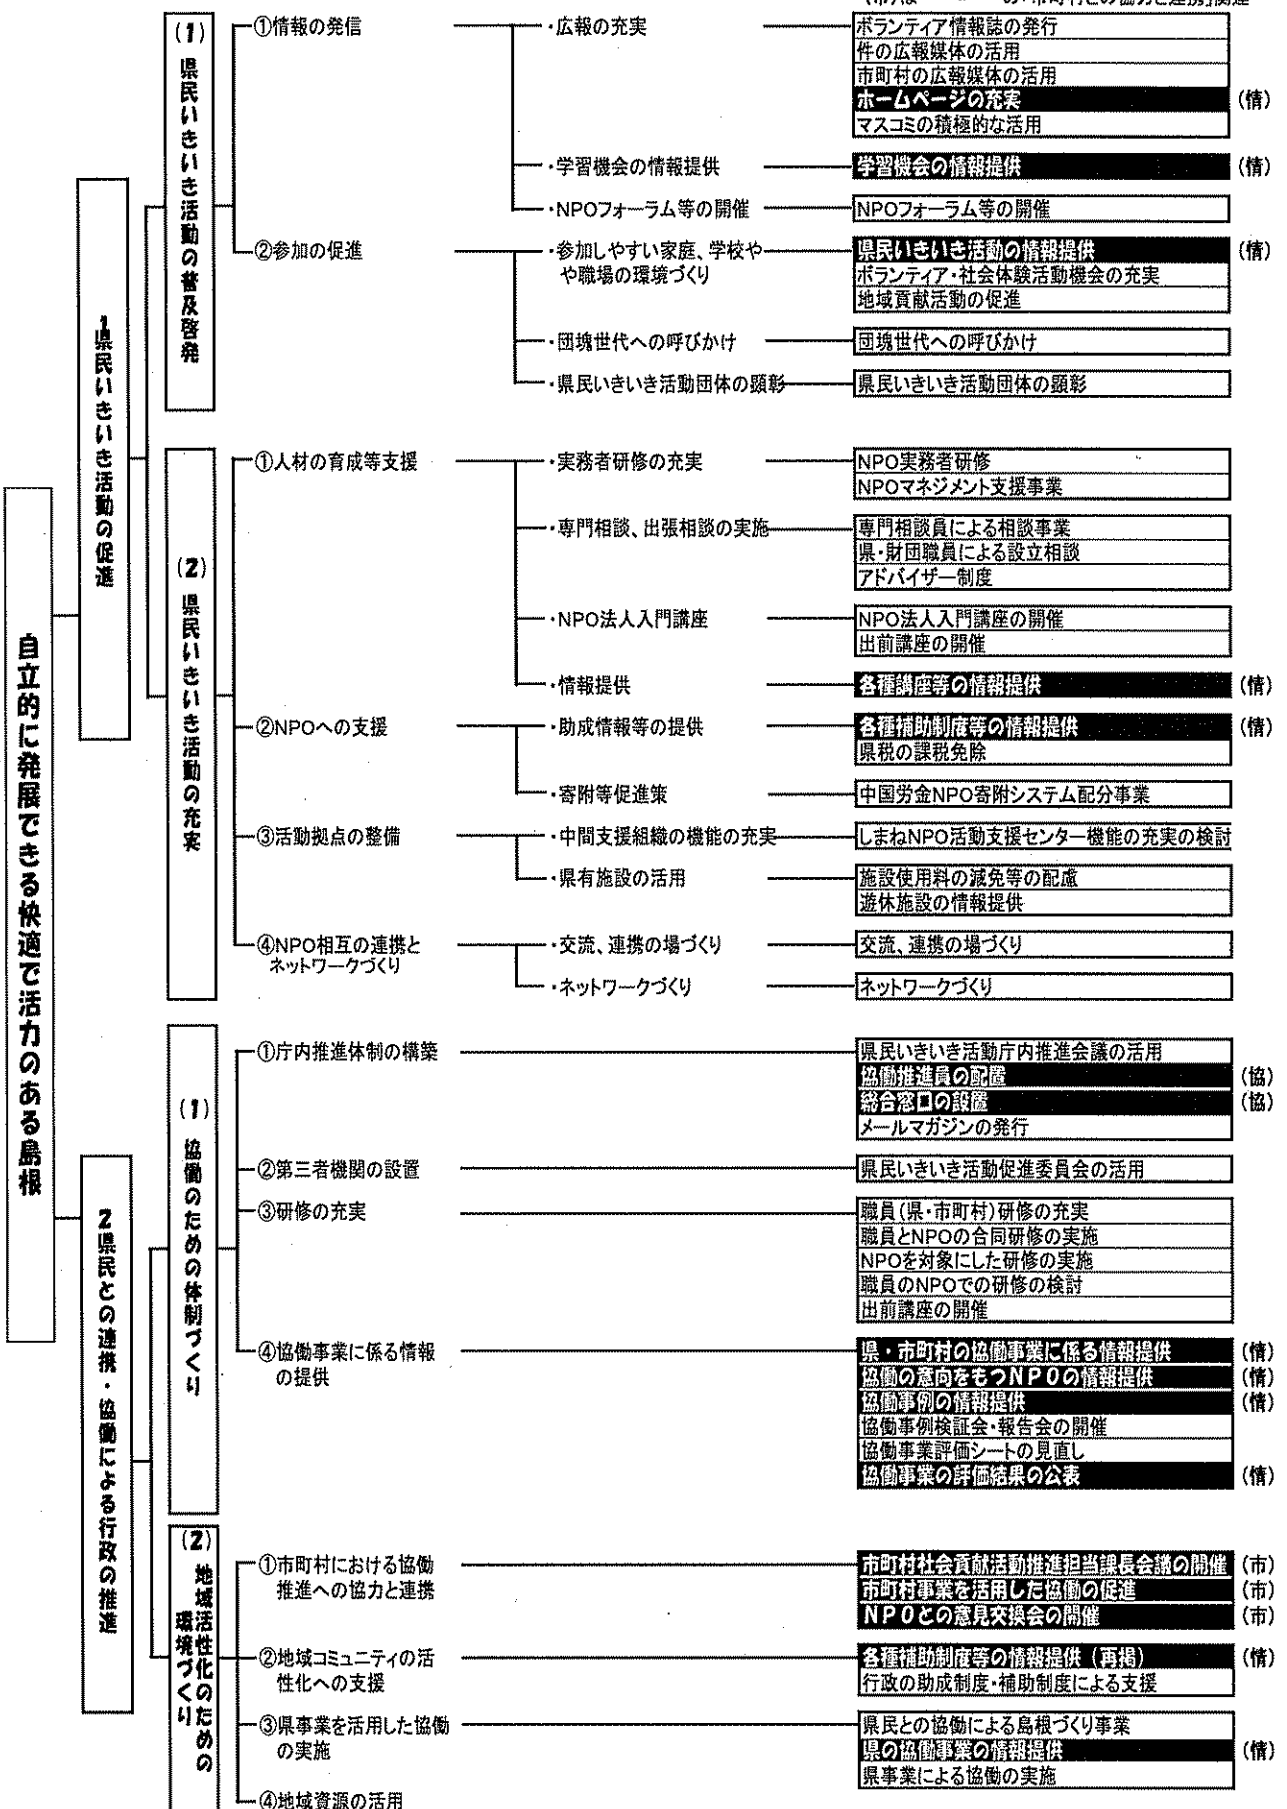 自立的に発展できる快適で活力のある島根
1県民いきいき活動の促進
(1) 県民いきいき活動の普及啓発
①情報の発信
・広報の充実
ボランティア情報誌の発行
件の広報媒体の活用
市町村の広報媒体の活用
ホームページの充実 (情)
マスコミの積極的な活用
・学習機会の情報提供
学習機会の情報提供 (情)
・NPOフォーラム等の開催
NPOフォーラム等の開催
②参加の促進
・参加しやすい家庭、学校や
や職場の環境づくり
県民いきいき活動の情報提供 (情)
ボランティア・社会体験活動機会の充実
地域貢献活動の促進
・団塊世代への呼びかけ
団塊世代への呼びかけ
・県民いきいき活動団体の顕彰
県民いきいき活動団体の顕彰
(2) 県民いきいき活動の充実
①人材の育成等支援
・実務者研修の充実
NPO実務者研修
NPOマネジメント支援事業
・専門相談、出張相談の実施
専門相談員による相談事業
県・財団職員による設立相談
アドバイザー制度
・NPO法人入門講座
NPO法人入門講座の開催
出前講座の開催
・情報提供
各種講座等の情報提供 (情)
②NPOへの支援
・助成情報等の提供
各種補助制度等の情報提供 (情)
県税の課税免除
・寄附等促進策
中国労金NPO寄附システム配分事業
③活動拠点の整備
・中間支援組織の機能の充実
しまねNPO活動支援センター機能の充実の検討
・県有施設の活用
施設使用料の減免等の配慮
遊休施設の情報提供
④NPO相互の連携と
ネットワークづくり
・交流、連携の場づくり
交流、連携の場づくり
・ネットワークづくり
ネットワークづくり
2県民との連携・協働による行政の推進
(1) 協働のための体制づくり
①庁内推進体制の構築
県民いきいき活動庁内推進会議の活用
協働推進員の配置 (協)
総合窓口の設置 (協)
メールマガジンの発行
②第三者機関の設置
県民いきいき活動促進委員会の活用
③研修の充実
職員(県・市町村)研修の充実
職員とNPOの合同研修の実施
NPOを対象にした研修の実施
職員のNPOでの研修の検討
出前講座の開催
④協働事業に係る情報
の提供
県・市町村の協働事業に係る情報提供 (情)
協働の意向をもつNPOの情報提供 (情)
協働事例の情報提供 (情)
協働事例検証会・報告会の開催
協働事業評価シートの見直し
協働事業の評価結果の公表 (情)
(2) 地域活性化のための
環境づくり
①市町村における協働
推進への協力と連携
市町村社会貢献活動推進担当課長会議の開催 (市)
市町村事業を活用した協働の促進 (市)
NPOとの意見交換会の開催 (市)
②地域コミュニティの活
性化への支援
各種補助制度等の情報提供(再掲) (情)
行政の助成制度・補助制度による支援
③県事業を活用した協働
の実施
県民との協働による島根づくり事業
県の協働事業の情報提供 (情)
県事業による協働の実施
④地域資源の活用